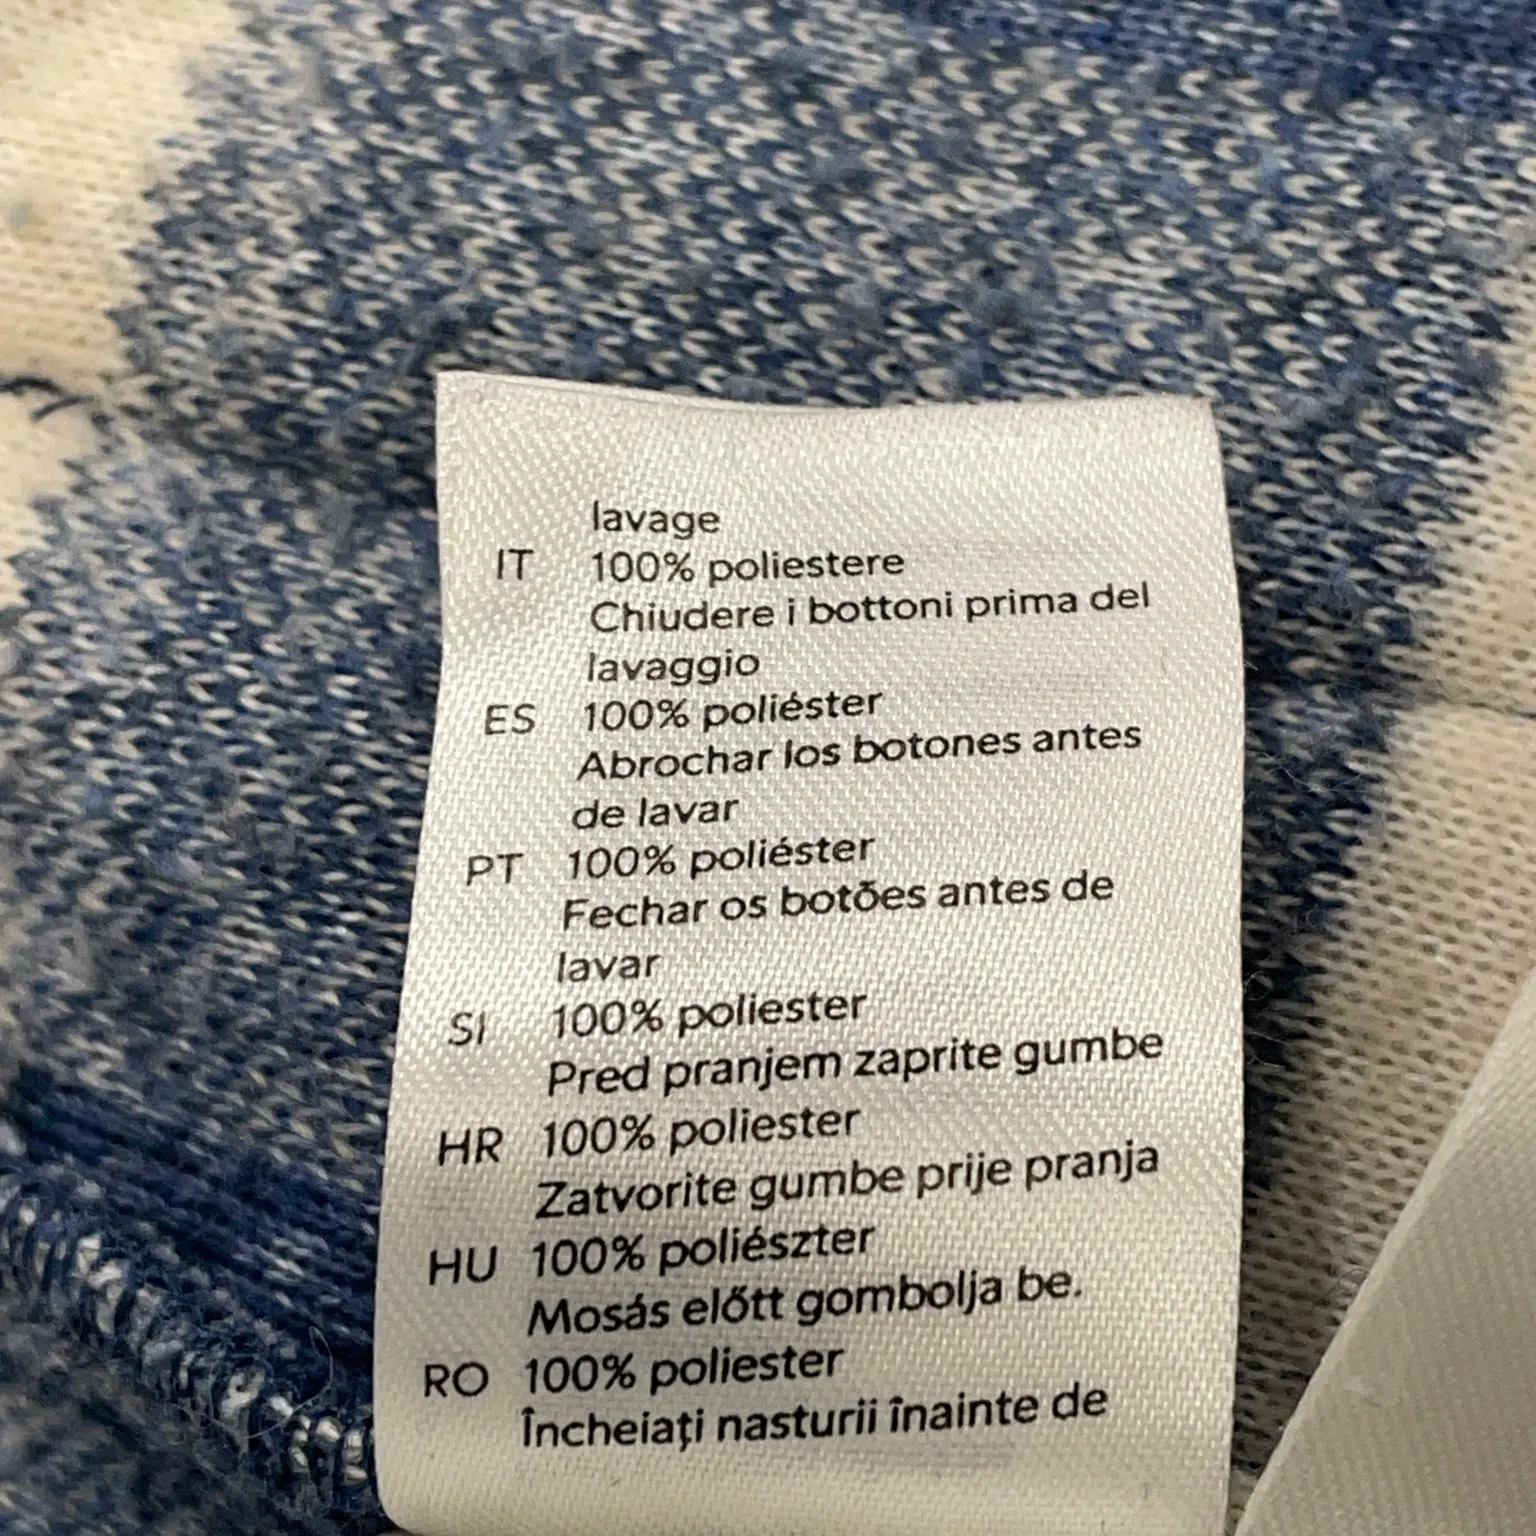 lavage
IT 100% poliestere
Chiudere i bottoni prima del
lavaggio
ES 100% poliéster
Abrochar los botones antes
de lavar
PT 100% poliéster
Fechar os botões antes de
lavar
SI 100% poliester
Pred pranjem zaprite gumbe
HR 100% poliester
Zatvorite gumbe prije pranja
HU 100% poliészter
Mosás előtt gombolja be.
RO 100% poliester
Încheiați nasturii înainte de